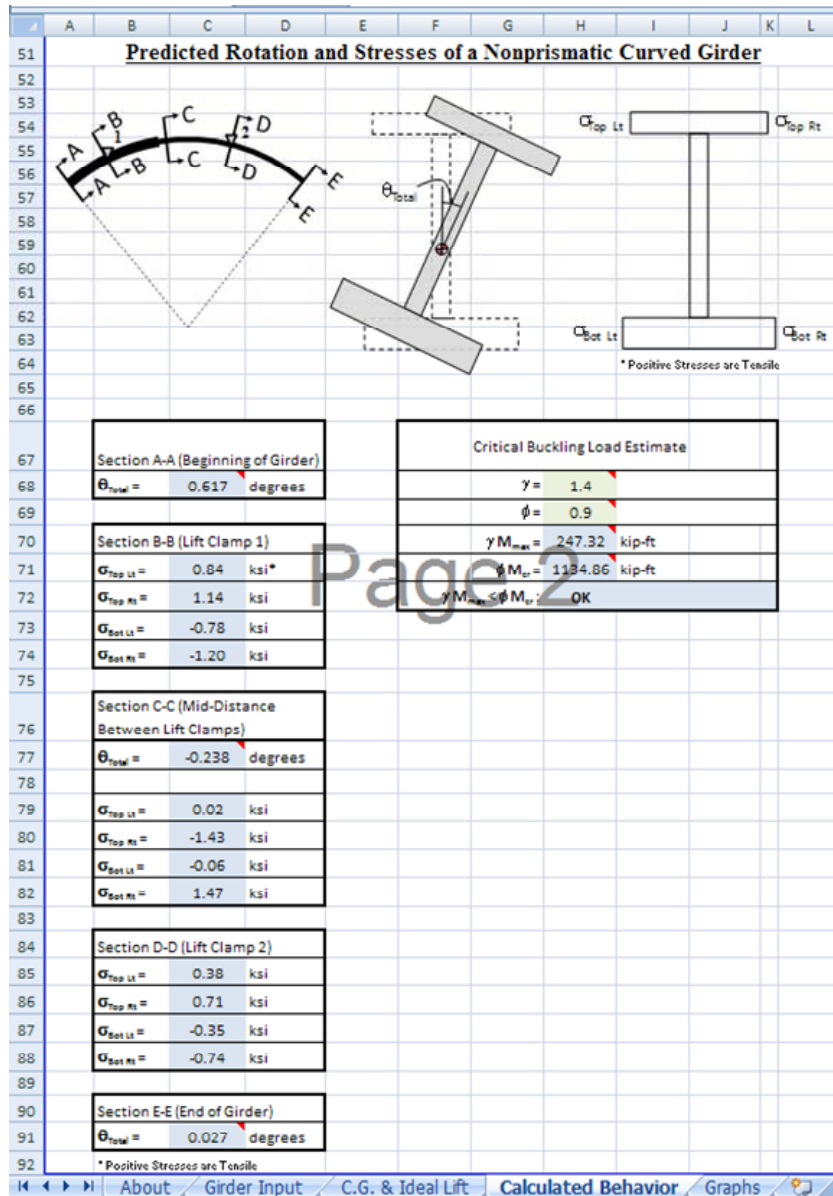 A B C D E F G H I J K L
51 Predicted Rotation and Stresses of a Nonprismatic Curved Girder
52
53
54 B 1 C 2 D σTop Lt σTop Rt
55 A B C D E
56 A E
57 θTotal
58
59
60
61
62
63 σBot Lt σBot Rt
64 * Positive Stresses are Tensile
65
66
67 Section A-A (Beginning of Girder) Critical Buckling Load Estimate
68 θTotal = 0.617 degrees γ = 1.4
69 ϕ = 0.9
70 Section B-B (Lift Clamp 1) γ Mmax = 247.32 kip-ft
71 σTop Lt = 0.84 ksi* ϕ Mcr = 1134.86 kip-ft
72 σTop Rt = 1.14 ksi γ Mmax < ϕ Mcr : OK
Page 2
73 σBot Lt = -0.78 ksi
74 σBot Rt = -1.20 ksi
75
Section C-C (Mid-Distance
76 Between Lift Clamps)
77 θTotal = -0.238 degrees
78
79 σTop Lt = 0.02 ksi
80 σTop Rt = -1.43 ksi
81 σBot Lt = -0.06 ksi
82 σBot Rt = 1.47 ksi
83
84 Section D-D (Lift Clamp 2)
85 σTop Lt = 0.38 ksi
86 σTop Rt = 0.71 ksi
87 σBot Lt = -0.35 ksi
88 σBot Rt = -0.74 ksi
89
90 Section E-E (End of Girder)
91 θTotal = 0.027 degrees
92 * Positive Stresses are Tensile
About Girder Input C.G. & Ideal Lift Calculated Behavior Graphs